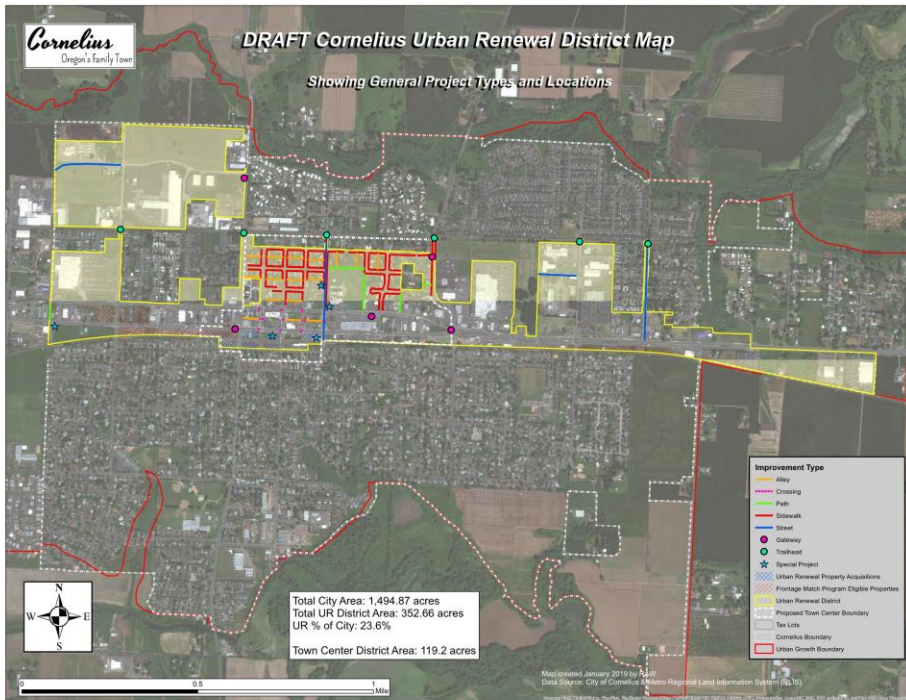 Cornelius
Oregon's Family Town
DRAFT Cornelius Urban Renewal District Map
Showing General Project Types and Locations
Improvement Type
Alley
Crossing
Path
Sidewalk
Street
Gateway
Trailhead
Special Project
Urban Renewal Property Acquisitions
Frontage Match Program Eligible Properties
Urban Renewal District
Proposed Town Center Boundary
Tax Lots
Cornelius Boundary
Urban Growth Boundary
N
W E
S
Total City Area: 1,494.87 acres
Total UR District Area: 352.66 acres
UR % of City: 23.6%
Town Center District Area: 119.2 acres
0 0.5 1
Mile
Map created January 2019 by
Data Source: City of Cornelius & Metro Regional Land Information System (RLIS)